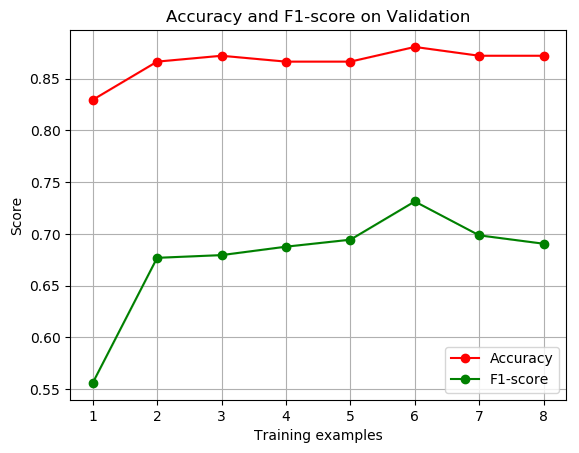 Accuracy and F1-score on Validation
Score
0.85
0.80
0.75
0.70
0.65
0.60
0.55
1 2 3 4 5 6 7 8
Training examples
Accuracy
F1-score